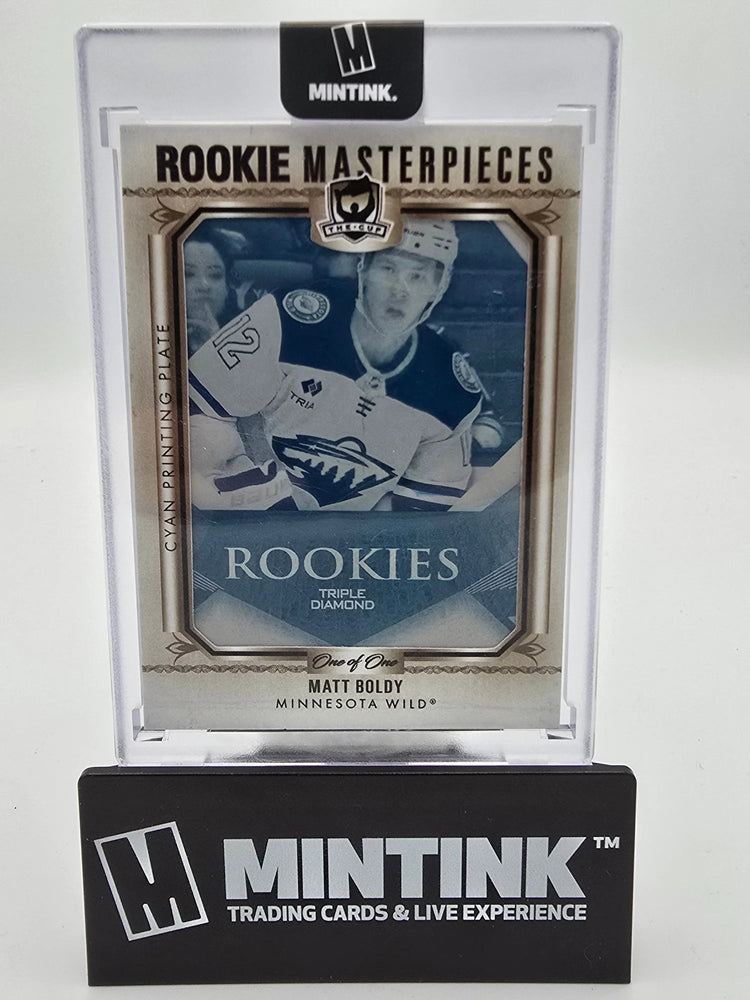 M
MINTINK.
ROOKIE MASTERPIECES
THE·CUP
CYAN PRINTING PLATE
12
TRIA
ROOKIES
TRIPLE
DIAMOND
One of One
MATT BOLDY
MINNESOTA WILD®
M MINTINK™
TRADING CARDS & LIVE EXPERIENCE